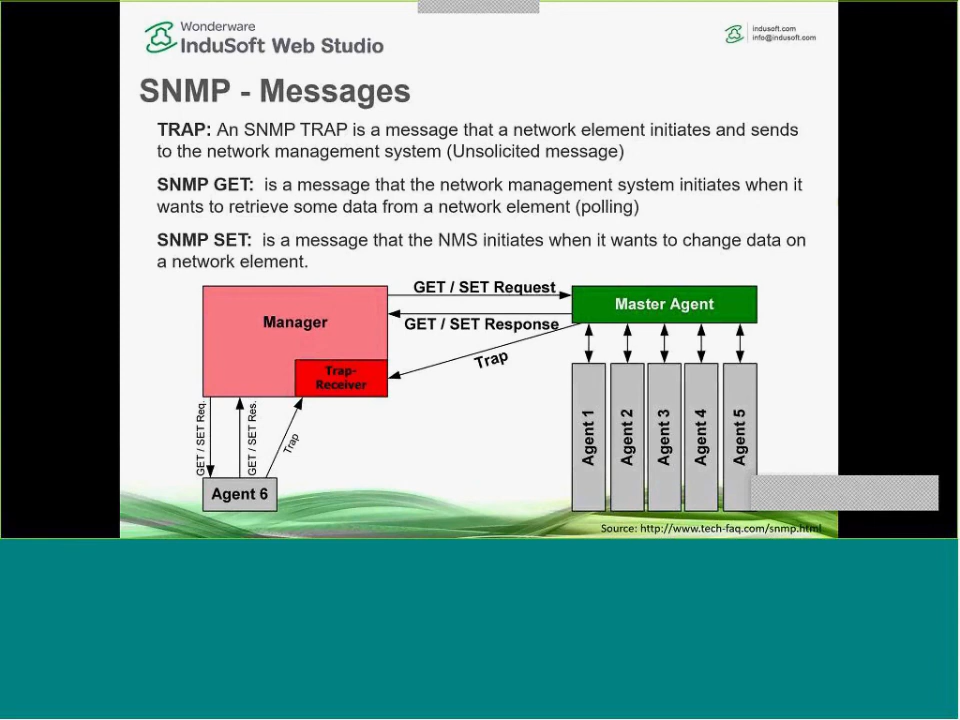 Wonderware
InduSoft Web Studio
indusoft.com
info@indusoft.com
SNMP - Messages
TRAP: An SNMP TRAP is a message that a network element initiates and sends
to the network management system (Unsolicited message)
SNMP GET: is a message that the network management system initiates when it
wants to retrieve some data from a network element (polling)
SNMP SET: is a message that the NMS initiates when it wants to change data on
a network element.
GET / SET Request
Manager
Master Agent
GET / SET Response
Trap
Trap-
Receiver
GET / SET Req.
GET / SET Res.
Trap
Agent 1
Agent 2
Agent 3
Agent 4
Agent 5
Agent 6
Source: http://www.tech-faq.com/snmp.html